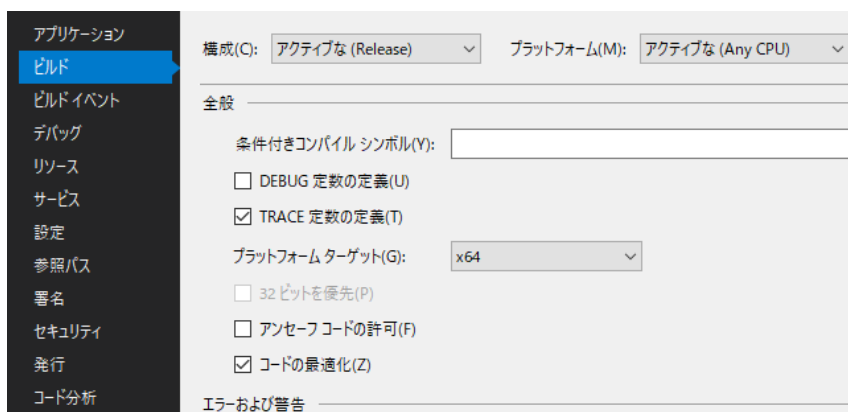 アプリケーション
ビルド
ビルド イベント
デバッグ
リソース
サービス
設定
参照パス
署名
セキュリティ
発行
コード分析
構成(C): アクティブな (Release) プラットフォーム(M): アクティブな (Any CPU)
全般
条件付きコンパイル シンボル(Y):
DEBUG 定数の定義(U)
TRACE 定数の定義(T)
プラットフォーム ターゲット(G): x64
32 ビットを優先(P)
アンセーフ コードの許可(F)
コードの最適化(Z)
エラーおよび警告